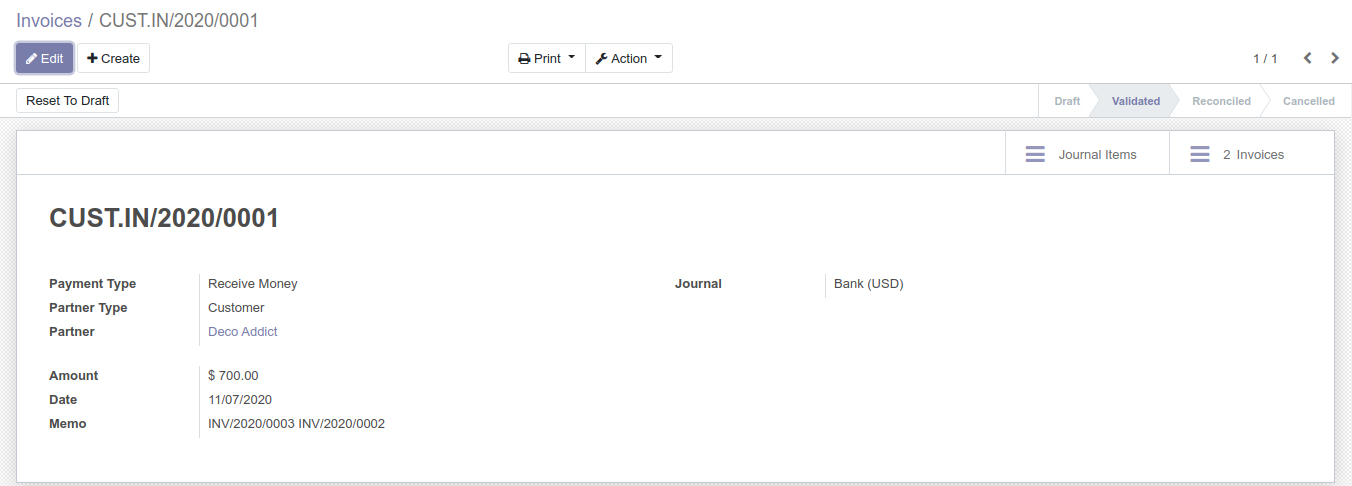 Invoices / CUST.IN/2020/0001
Edit Create Print Action 1 / 1
Reset To Draft Draft Validated Reconciled Cancelled
Journal Items 2 Invoices
CUST.IN/2020/0001
Payment Type Receive Money Journal Bank (USD)
Partner Type Customer
Partner Deco Addict
Amount $ 700.00
Date 11/07/2020
Memo INV/2020/0003 INV/2020/0002